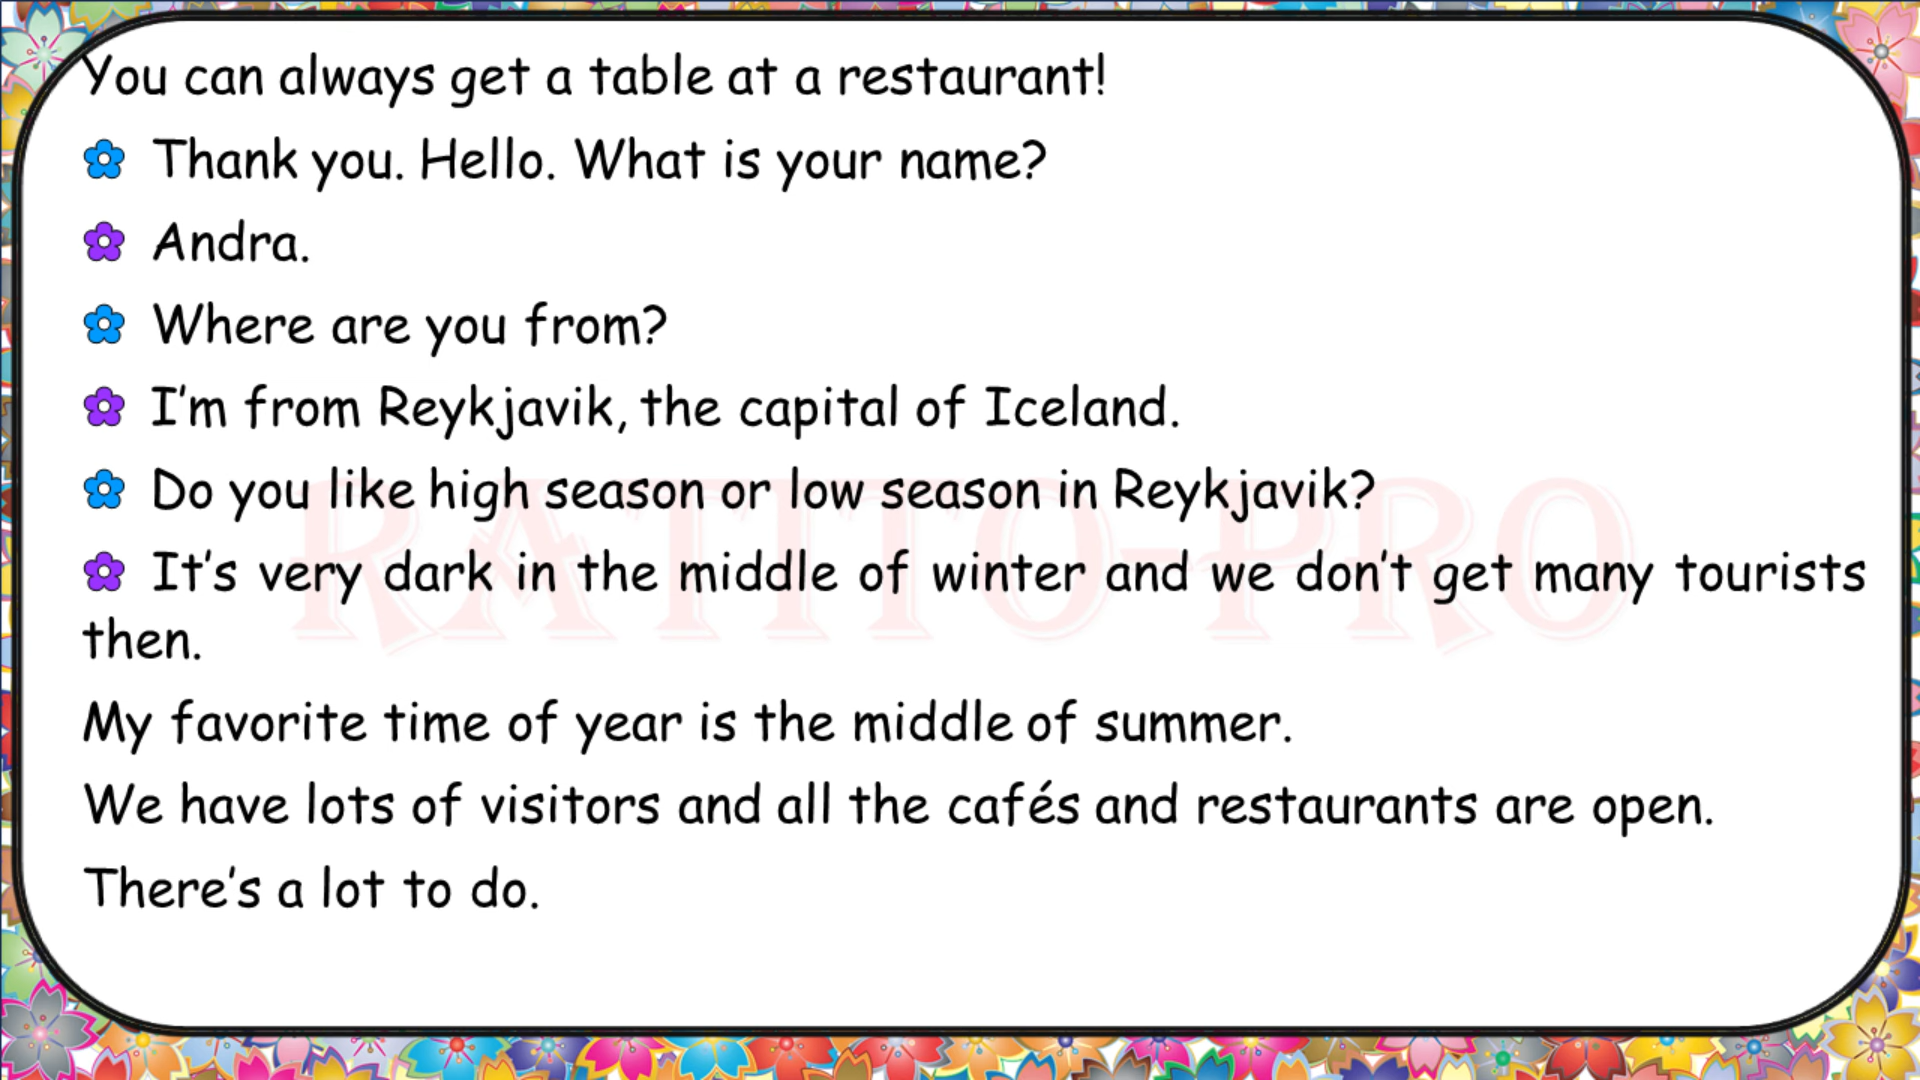 You can always get a table at a restaurant!
Thank you. Hello. What is your name?
Andra.
Where are you from?
I'm from Reykjavik, the capital of Iceland.
Do you like high season or low season in Reykjavik?
It's very dark in the middle of winter and we don't get many tourists
then.
My favorite time of year is the middle of summer.
We have lots of visitors and all the cafés and restaurants are open.
There's a lot to do.
RATITO-PRO